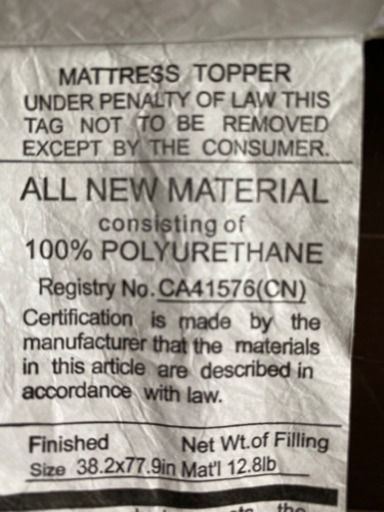 MATTRESS TOPPER
UNDER PENALTY OF LAW THIS
TAG NOT TO BE REMOVED
EXCEPT BY THE CONSUMER.
ALL NEW MATERIAL
consisting of
100% POLYURETHANE
Registry No.CA41576(CN)
Certification is made by the
manufacturer that the materials
in this article are described in
accordance with law.
Finished Net Wt.of Filling
Size 38.2x77.9in Mat'l 12.8lb
the